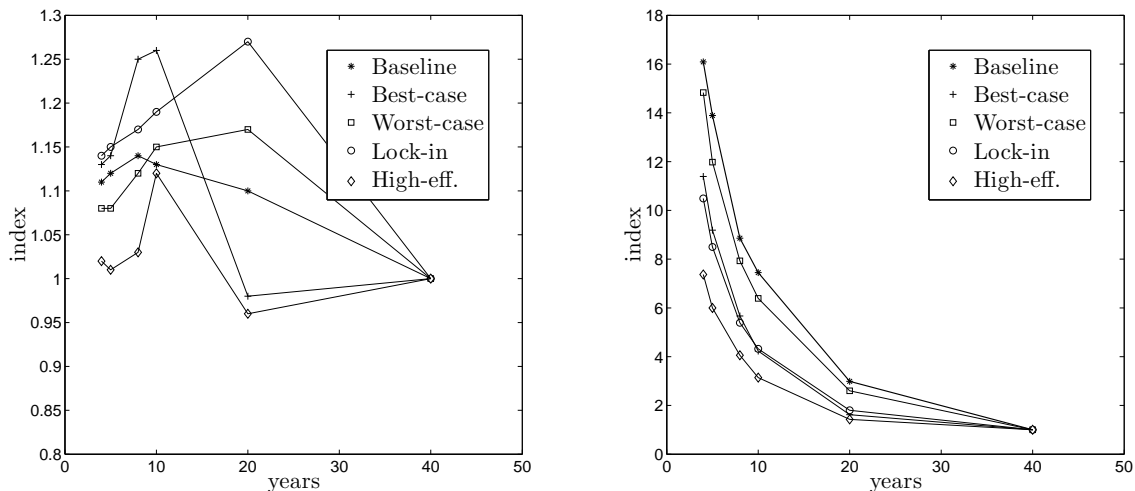 1.3
1.25
1.2
1.15
1.1
1.05
1
0.95
0.9
0.85
0.8
index
0 10 20 30 40 50
years
Baseline
Best-case
Worst-case
Lock-in
High-eff.
18
16
14
12
10
8
6
4
2
0
index
0 10 20 30 40 50
years
Baseline
Best-case
Worst-case
Lock-in
High-eff.